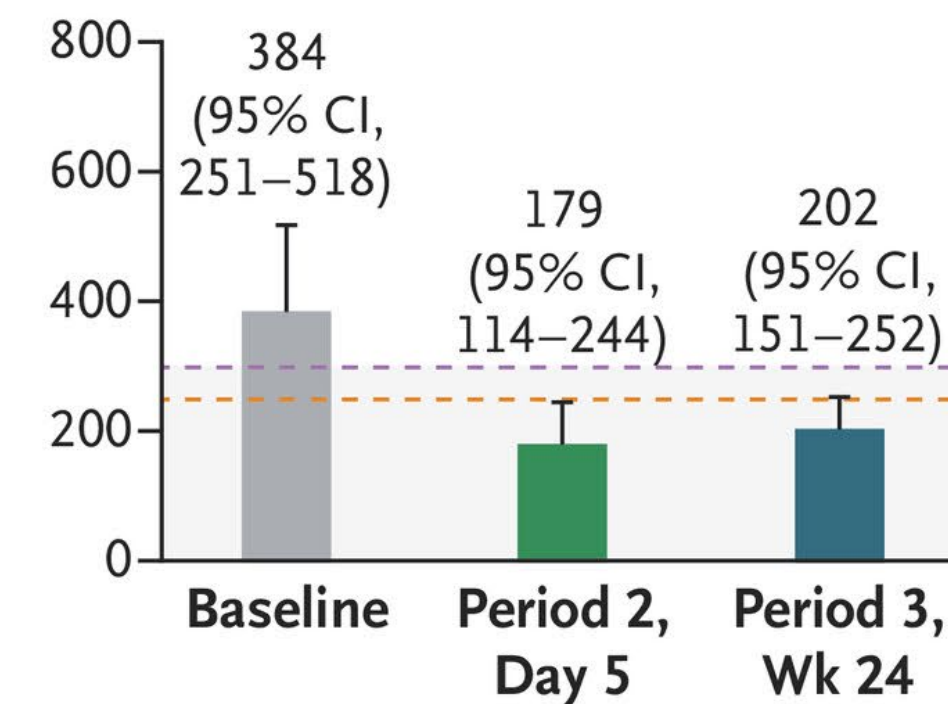 800
600
400
200
0
384
(95% CI,
251–518)
179
(95% CI,
114–244)
202
(95% CI,
151–252)
Baseline
Period 2,
Day 5
Period 3,
Wk 24